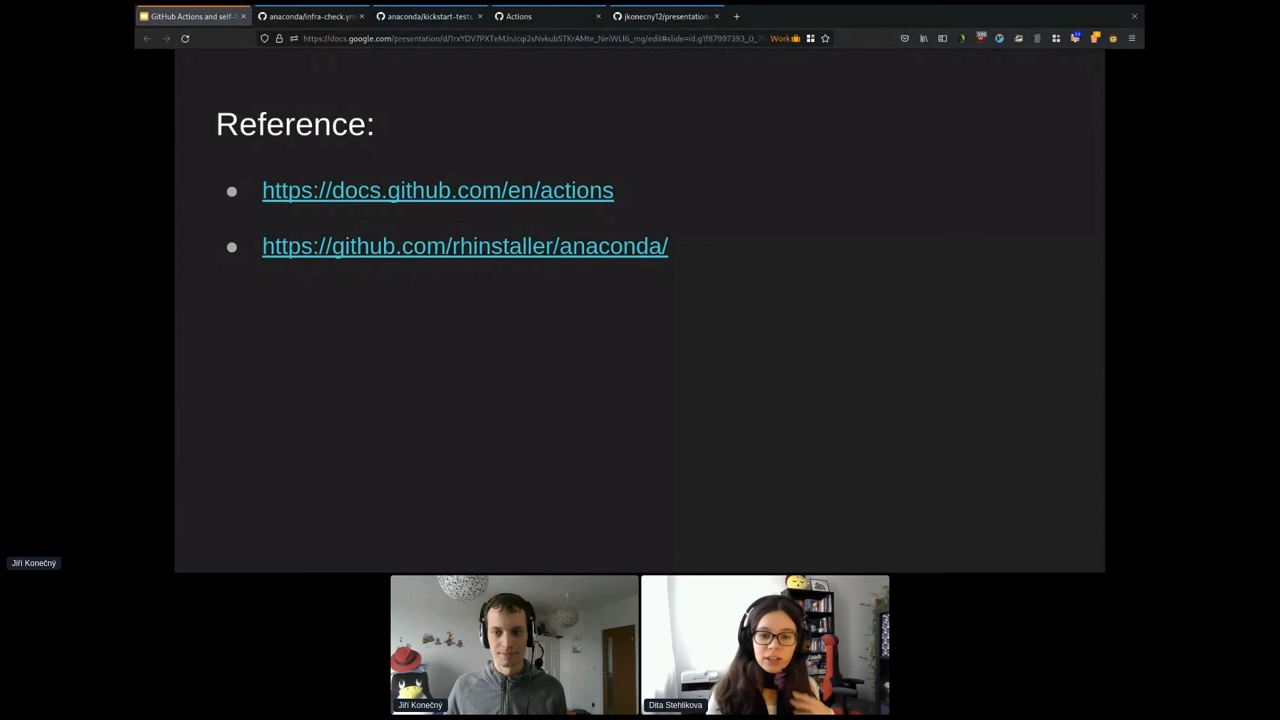 GitHub Actions and self-
anaconda/infra-check.ym
anaconda/kickstart-tests.
Actions
jkonecny12/presentation-
Work
Reference:
https://docs.github.com/en/actions
https://github.com/rhinstaller/anaconda/
Jiří Konečný
Jiří Konečný
Dita Stehlikova